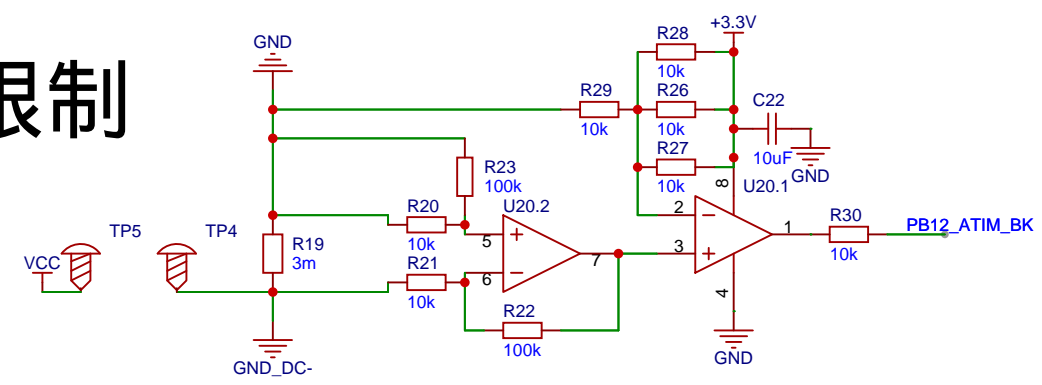 限制
GND
+3.3V
R28
10k
R29
10k
R26
10k
C22
10uF
GND
R27
10k
R23
100k
8
U20.1
R20
10k
U20.2
5
+
6
−
7
2
−
3
+
1
4
R30
10k
PB12_ATIM_BK
TP5
TP4
VCC
R19
3m
R21
10k
R22
100k
GND
GND_DC-